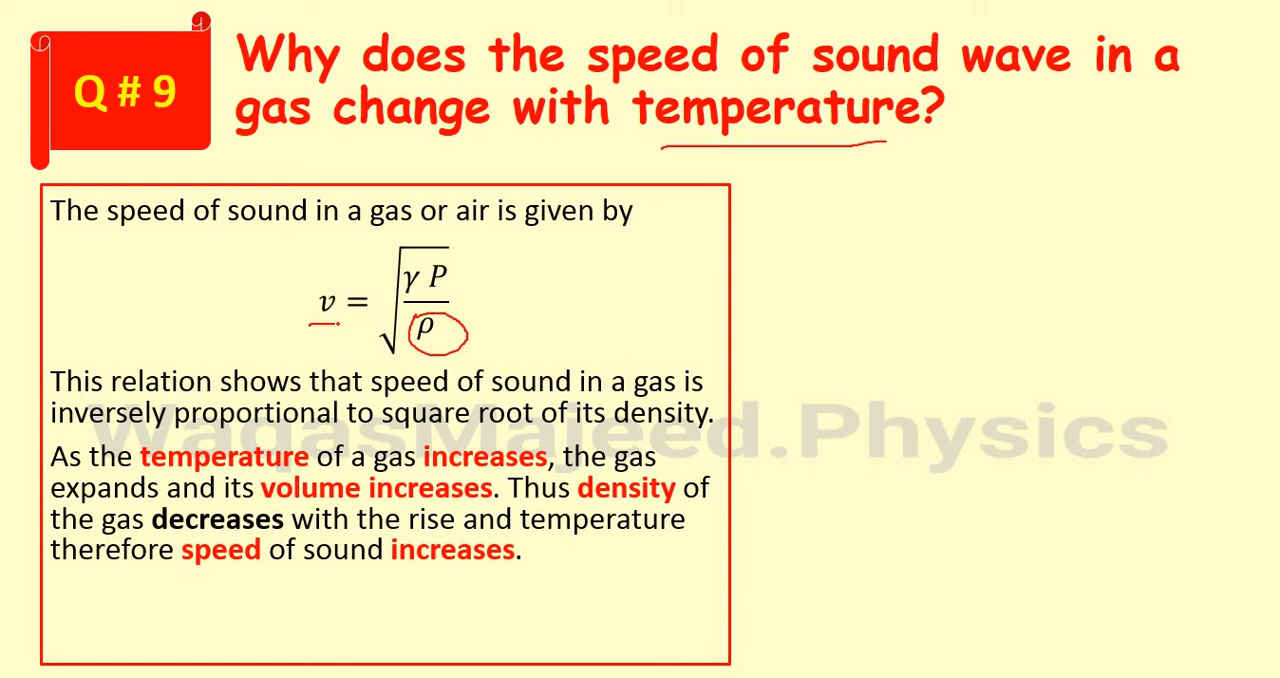 Q # 9
Why does the speed of sound wave in a
gas change with temperature?
The speed of sound in a gas or air is given by
v = √(γ P / ρ)
This relation shows that speed of sound in a gas is
inversely proportional to square root of its density.
WaqasMajeed.Physics
As the temperature of a gas increases, the gas
expands and its volume increases. Thus density of
the gas decreases with the rise and temperature
therefore speed of sound increases.